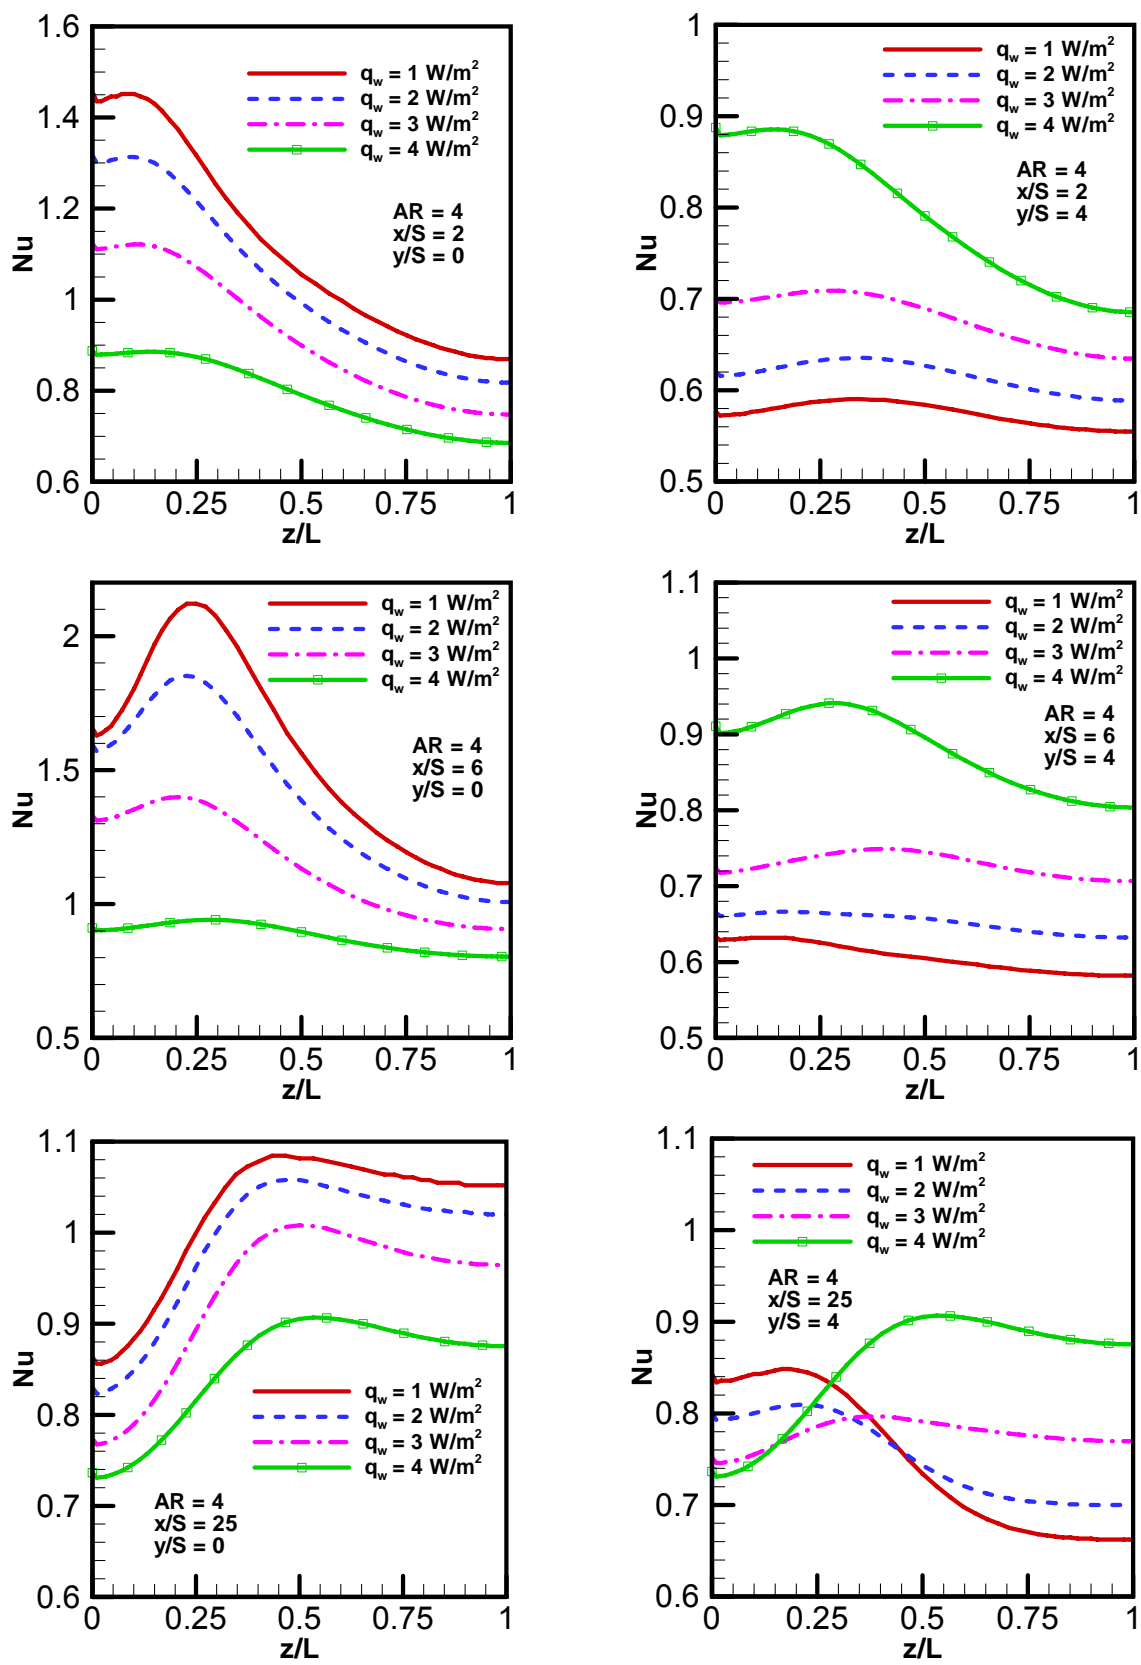 1.6
1.4
1.2
1
0.8
0.6
Nu
q_w = 1 W/m²
q_w = 2 W/m²
q_w = 3 W/m²
q_w = 4 W/m²
AR = 4
x/S = 2
y/S = 0
0 0.25 0.5 0.75 1
z/L
1
0.9
0.8
0.7
0.6
0.5
Nu
q_w = 1 W/m²
q_w = 2 W/m²
q_w = 3 W/m²
q_w = 4 W/m²
AR = 4
x/S = 2
y/S = 4
0 0.25 0.5 0.75 1
z/L
2
1.5
1
0.5
Nu
q_w = 1 W/m²
q_w = 2 W/m²
q_w = 3 W/m²
q_w = 4 W/m²
AR = 4
x/S = 6
y/S = 0
0 0.25 0.5 0.75 1
z/L
1.1
1
0.9
0.8
0.7
0.6
0.5
Nu
q_w = 1 W/m²
q_w = 2 W/m²
q_w = 3 W/m²
q_w = 4 W/m²
AR = 4
x/S = 6
y/S = 4
0 0.25 0.5 0.75 1
z/L
1.1
1
0.9
0.8
0.7
0.6
Nu
q_w = 1 W/m²
q_w = 2 W/m²
q_w = 3 W/m²
q_w = 4 W/m²
AR = 4
x/S = 25
y/S = 0
0 0.25 0.5 0.75 1
z/L
1.1
1
0.9
0.8
0.7
0.6
Nu
q_w = 1 W/m²
q_w = 2 W/m²
q_w = 3 W/m²
q_w = 4 W/m²
AR = 4
x/S = 25
y/S = 4
0 0.25 0.5 0.75 1
z/L